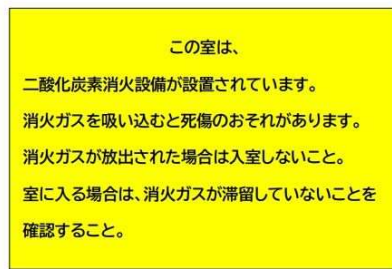 この室は、
二酸化炭素消火設備が設置されています。
消火ガスを吸い込むと死傷のおそれがあります。
消火ガスが放出された場合は入室しないこと。
室に入る場合は、消火ガスが滞留していないことを
確認すること。